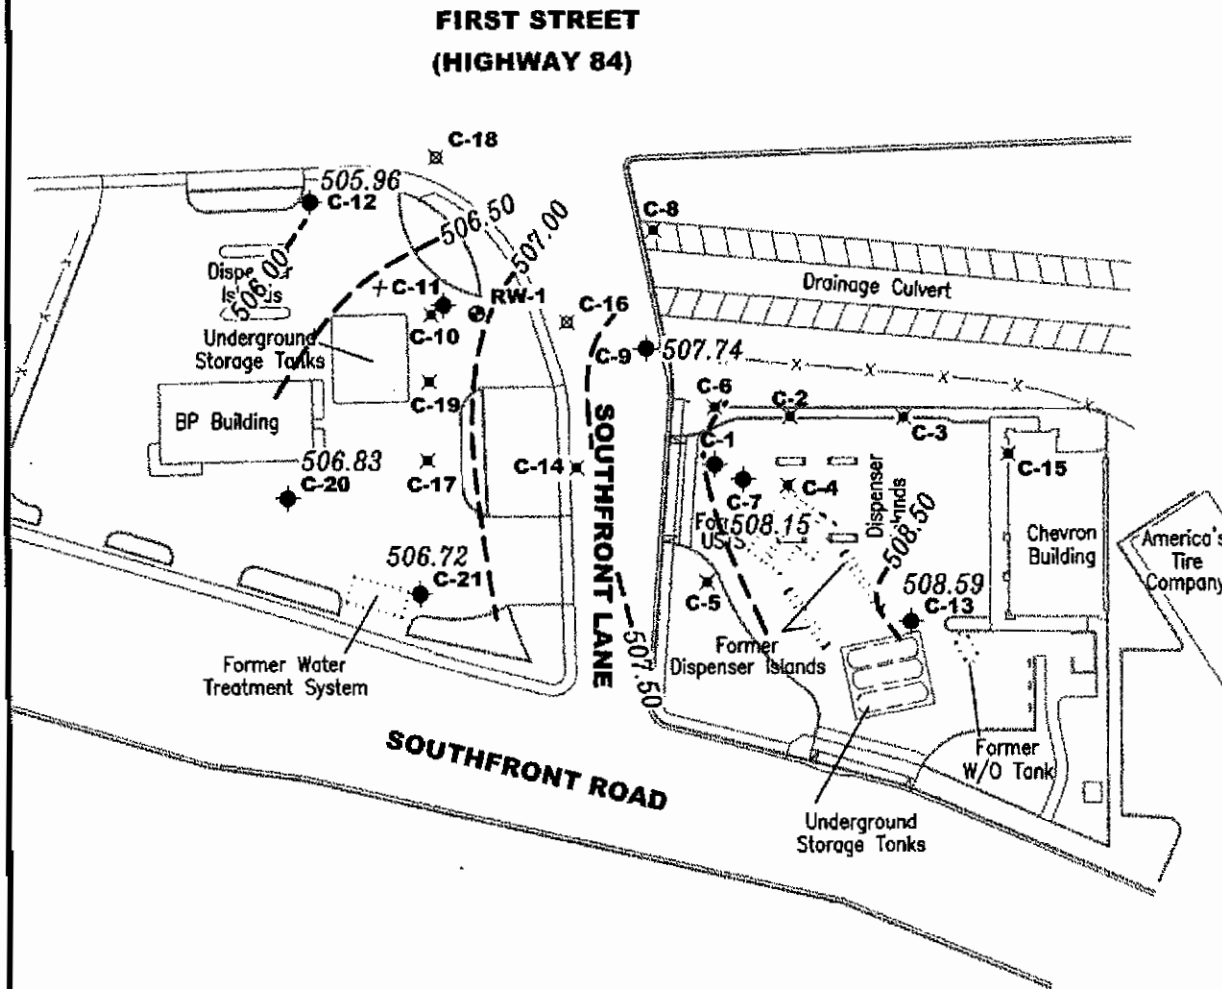 FIRST STREET
(HIGHWAY 84)
C-18
505.96
C-12
506.50
507.00
C-8
506.00
+C-11
RW-1
C-16
Drainage Culvert
Underground
Storage Tanks
C-10
C-9
507.74
C-6
C-2
C-19
C-3
BP Building
C-1
SOUTHFRONT LANE
506.83
C-20
C-17
C-14
C-7
C-4
Dispenser
C-15
508.15
508.50
Chevron
Building
America's
Tire
Company
506.72
C-21
C-5
508.59
C-13
507.50
Former
Dispenser Islands
Former Water
Treatment System
SOUTHFRONT ROAD
Former
W/O Tank
Underground
Storage Tanks